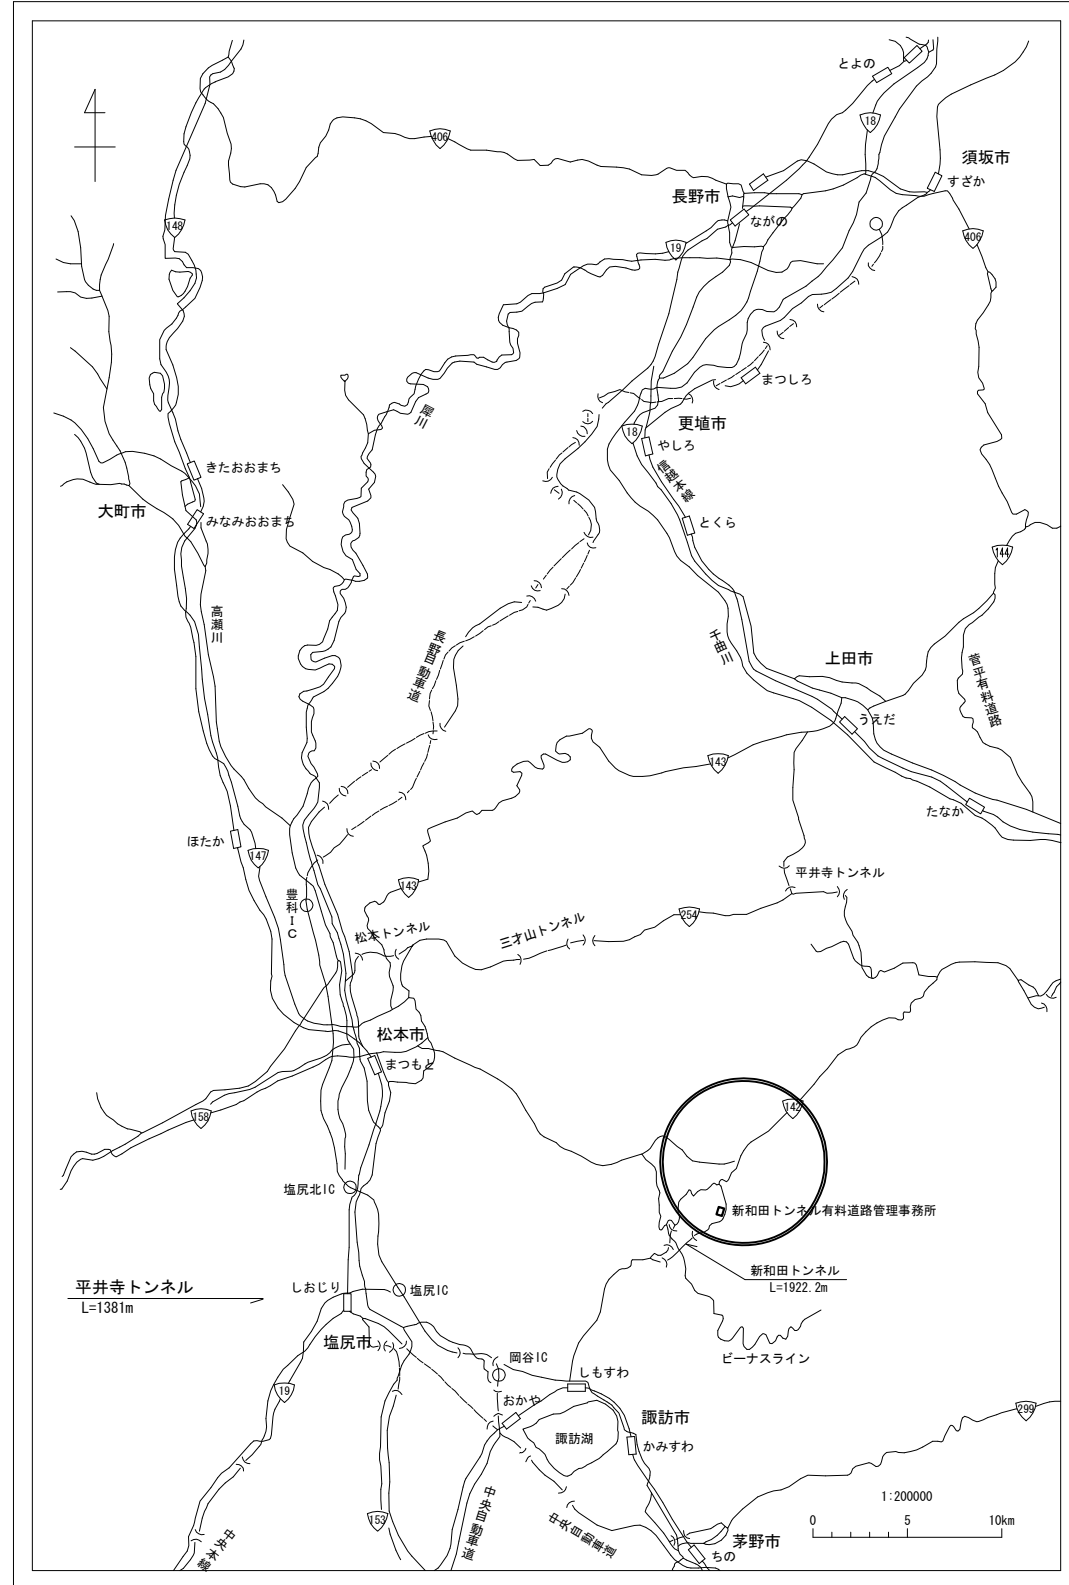 とよの
18
須坂市
すざか
406
長野市
ながの
406
19
148
まつしろ
犀川
更埴市
18
やしろ
信越本線
きたおおまち
大町市
みなみおおまち
とくら
144
高瀬川
長野自動車道
千曲川
上田市
菅平有料道路
うえだ
143
たなか
ほたか
147
平井寺トンネル
143
豊科IC
254
松本トンネル
三才山トンネル
松本市
まつもと
158
142
塩尻北IC
新和田トンネル有料道路管理事務所
新和田トンネル
L=1922.2m
平井寺トンネル
L=1381m
しおじり
塩尻IC
塩尻市
岡谷IC
ビーナスライン
しもすわ
19
おかや
諏訪市
299
諏訪湖
かみすわ
1:200000
0 5 10km
153
中央自動車道
中央自動車道
中央本線
茅野市
ちの